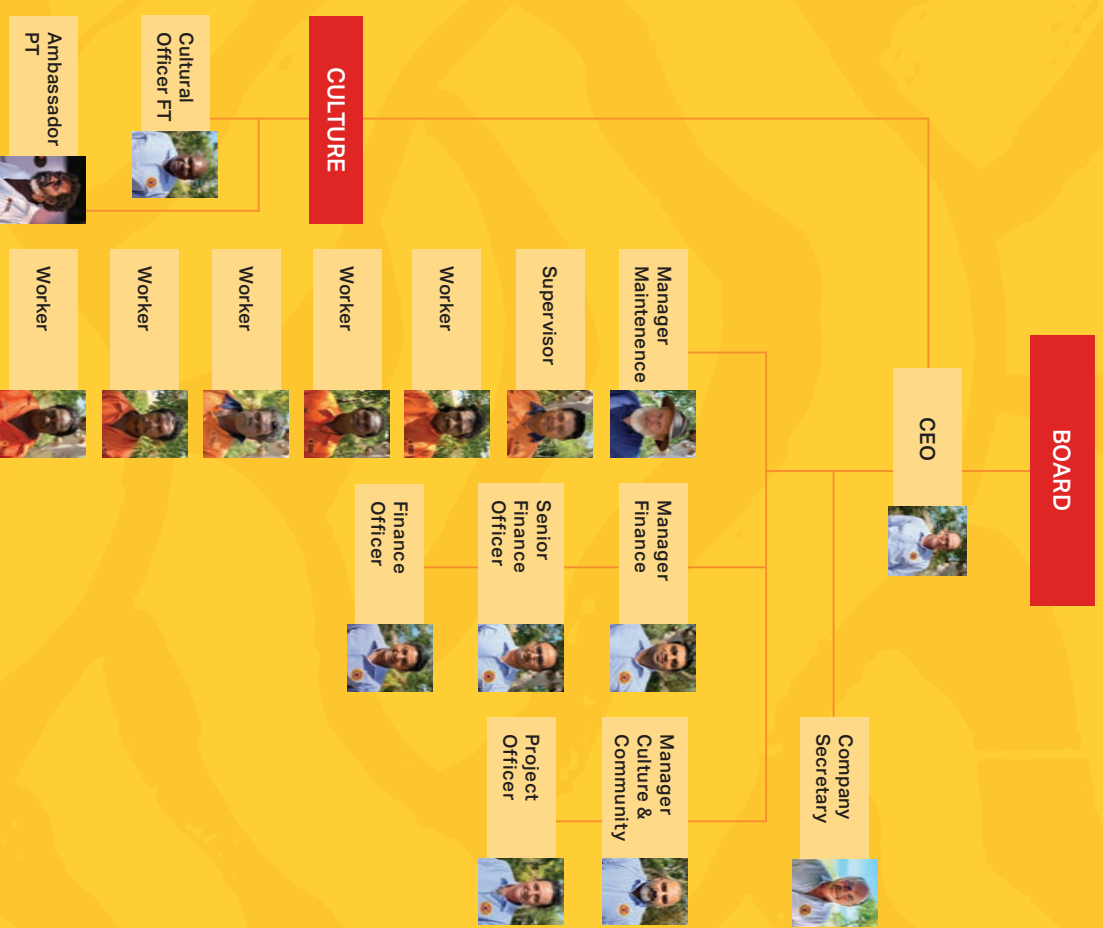 BOARD
CEO
Company
Secretary
CULTURE
Cultural
Officer FT
Ambassador
PT
Manager
Maintenence
Supervisor
Worker
Worker
Worker
Worker
Worker
Manager
Finance
Senior
Finance
Officer
Finance
Officer
Manager
Culture &
Community
Project
Officer